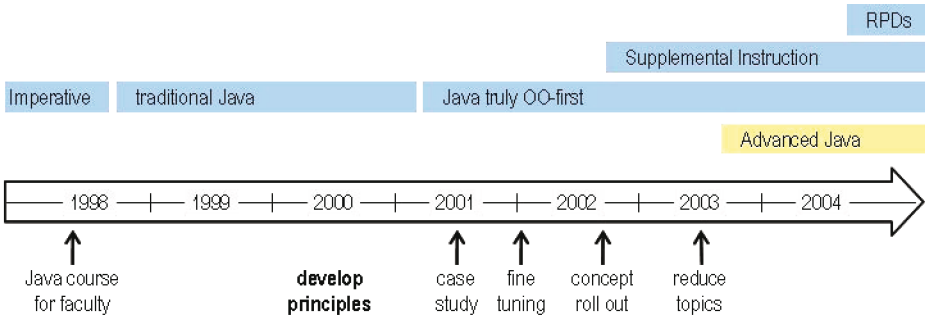 RPDs
Supplemental Instruction
Imperative traditional Java Java truly OO-first
Advanced Java
1998 1999 2000 2001 2002 2003 2004
Java course develop case fine concept reduce
for faculty principles study tuning roll out topics